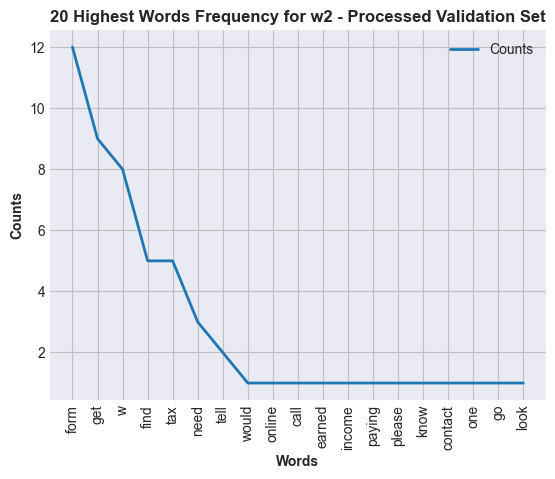 20 Highest Words Frequency for w2 - Processed Validation Set
Counts
12
10
8
6
4
2
Counts
form
get
w
find
tax
need
tell
would
online
call
earned
income
paying
please
know
contact
one
go
look
Words